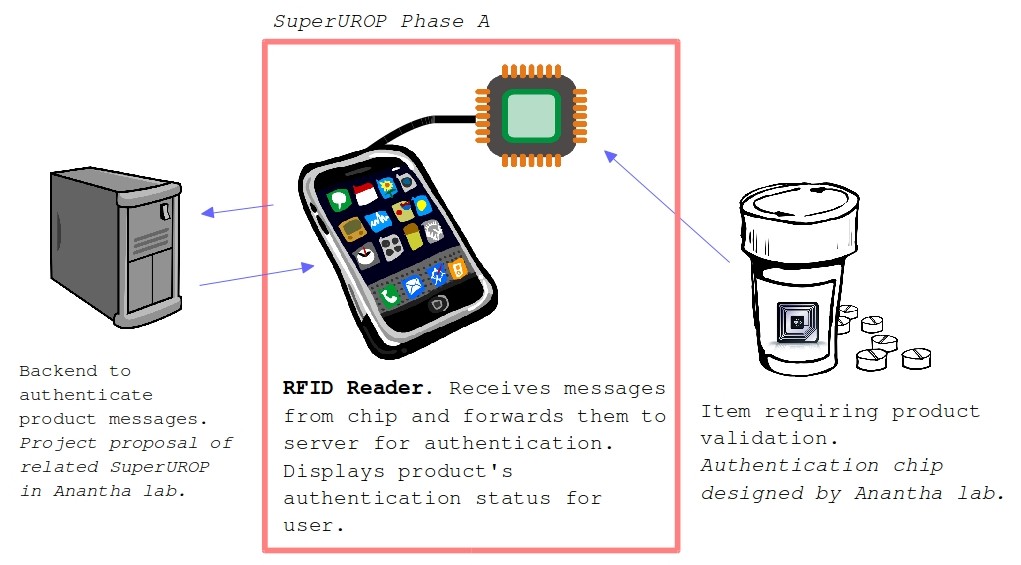 SuperUROP Phase A
Backend to
authenticate
product messages.
Project proposal of
related SuperUROP
in Anantha lab.
RFID Reader. Receives messages
from chip and forwards them to
server for authentication.
Displays product's
authentication status for
user.
Item requiring product
validation.
Authentication chip
designed by Anantha lab.